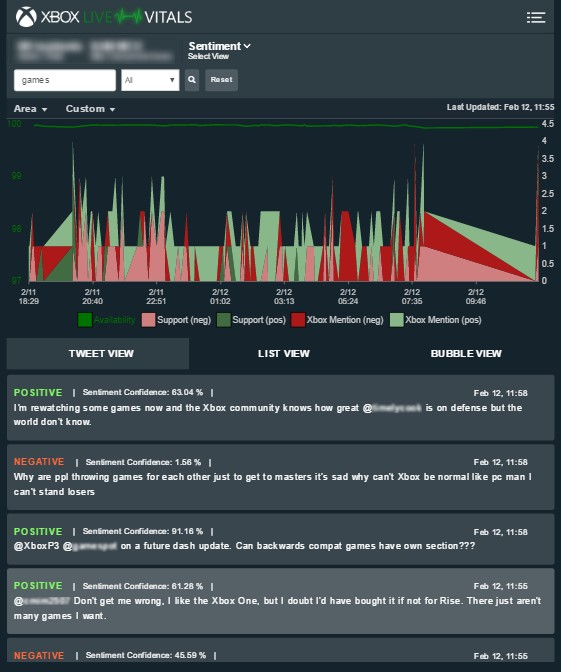 XBOX LIVE VITALS
Sentiment
Select View
games All Reset
Area Custom Last Updated: Feb 12, 11:55
100 4.5
4
3.5
99 3
2.5
98 2
1.5
1
0.5
97 0
2/11 2/11 2/11 2/12 2/12 2/12 2/12 2/12
18:29 20:40 22:51 01:02 03:13 05:24 07:35 09:46
Availability Support (neg) Support (pos) Xbox Mention (neg) Xbox Mention (pos)
TWEET VIEW LIST VIEW BUBBLE VIEW
POSITIVE | Sentiment Confidence: 63.04 % | Feb 12, 11:58
I'm rewatching some games now and the Xbox community knows how great @ is on defense but the
world don't know.
NEGATIVE | Sentiment Confidence: 1.56 % | Feb 12, 11:58
Why are ppl throwing games for each other just to get to masters it's sad why can't Xbox be normal like pc man I
can't stand losers
POSITIVE | Sentiment Confidence: 91.16 % | Feb 12, 11:58
@XboxP3 @ on a future dash update. Can backwards compat games have own section???
POSITIVE | Sentiment Confidence: 61.28 % | Feb 12, 11:55
@ Don't get me wrong, I like the Xbox One, but I doubt I'd have bought it if not for Rise. There just aren't
many games I want.
NEGATIVE | Sentiment Confidence: 45.59 % | Feb 12, 11:55